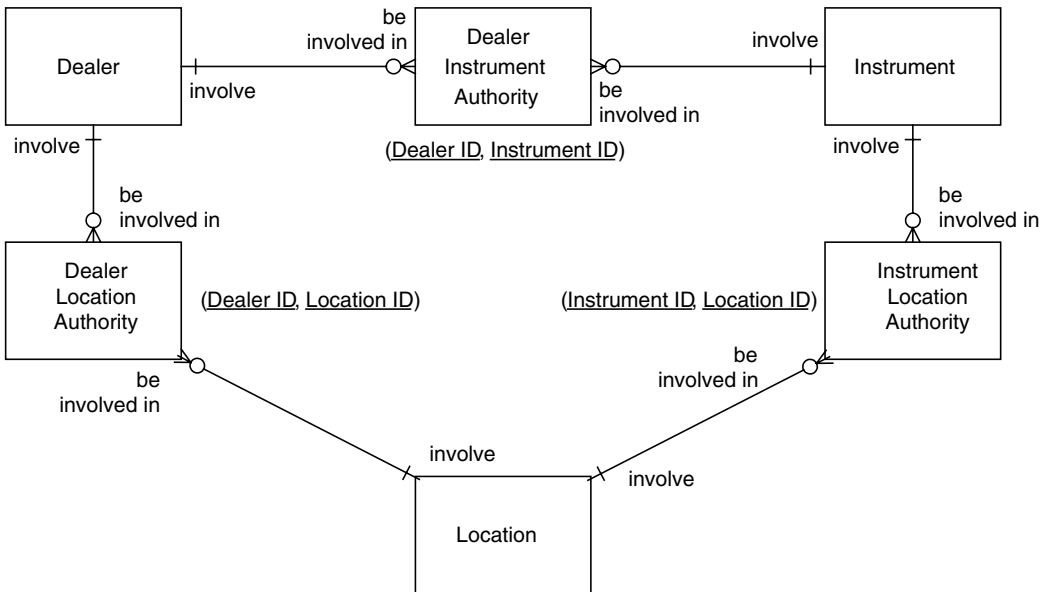 Dealer
involve
be
involved in
Dealer
Instrument
Authority
be
involved in
involve
Instrument
(Dealer ID, Instrument ID)
involve
be
involved in
involve
be
involved in
Dealer
Location
Authority
(Dealer ID, Location ID)
(Instrument ID, Location ID)
Instrument
Location
Authority
be
involved in
be
involved in
involve
involve
Location